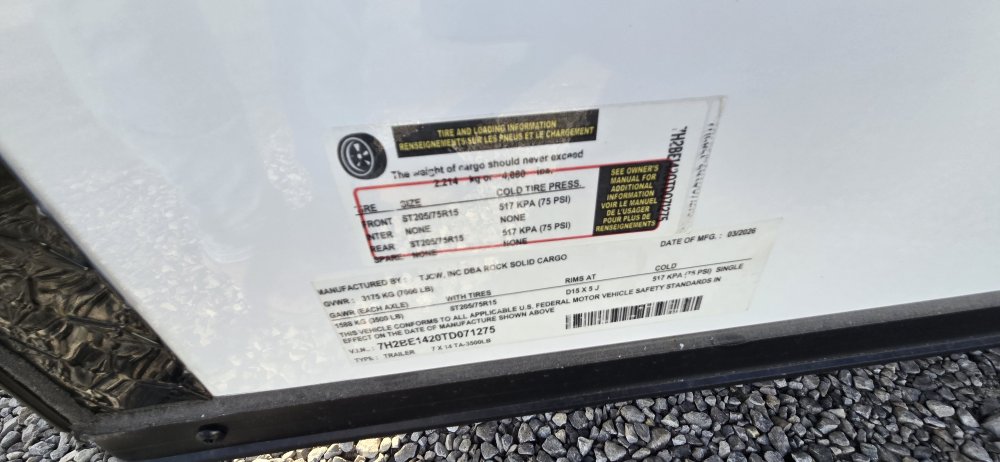 TIRE AND LOADING INFORMATION
RENSEIGNEMENTS SUR LES PNEUS ET LE CHARGEMENT
The weight of cargo should never exceed
2,214 kg or 4,880 lbs.
TIRE SIZE COLD TIRE PRESS.
FRONT ST205/75R15 517 KPA (75 PSI)
INTER NONE NONE
REAR ST205/75R15 517 KPA (75 PSI)
SPARE NONE NONE
SEE OWNER'S
MANUAL FOR
ADDITIONAL
INFORMATION
VOIR LE MANUEL
DE L'USAGER
POUR PLUS DE
RENSEIGNEMENTS
MANUFACTURED BY : TJCW, INC DBA ROCK SOLID CARGO DATE OF MFG. : 03/2026
GVWR : 3175 KG (7000 LB)
GAWR (EACH AXLE) WITH TIRES RIMS AT COLD
1588 KG (3500 LB) ST205/75R15 D15 X 5 J 517 KPA (75 PSI) SINGLE
THIS VEHICLE CONFORMS TO ALL APPLICABLE U.S. FEDERAL MOTOR VEHICLE SAFETY STANDARDS IN
EFFECT ON THE DATE OF MANUFACTURE SHOWN ABOVE
V.I.N. : 7H2BE1420TD071275
TYPE : TRAILER 7 X 14 TA-3500LB